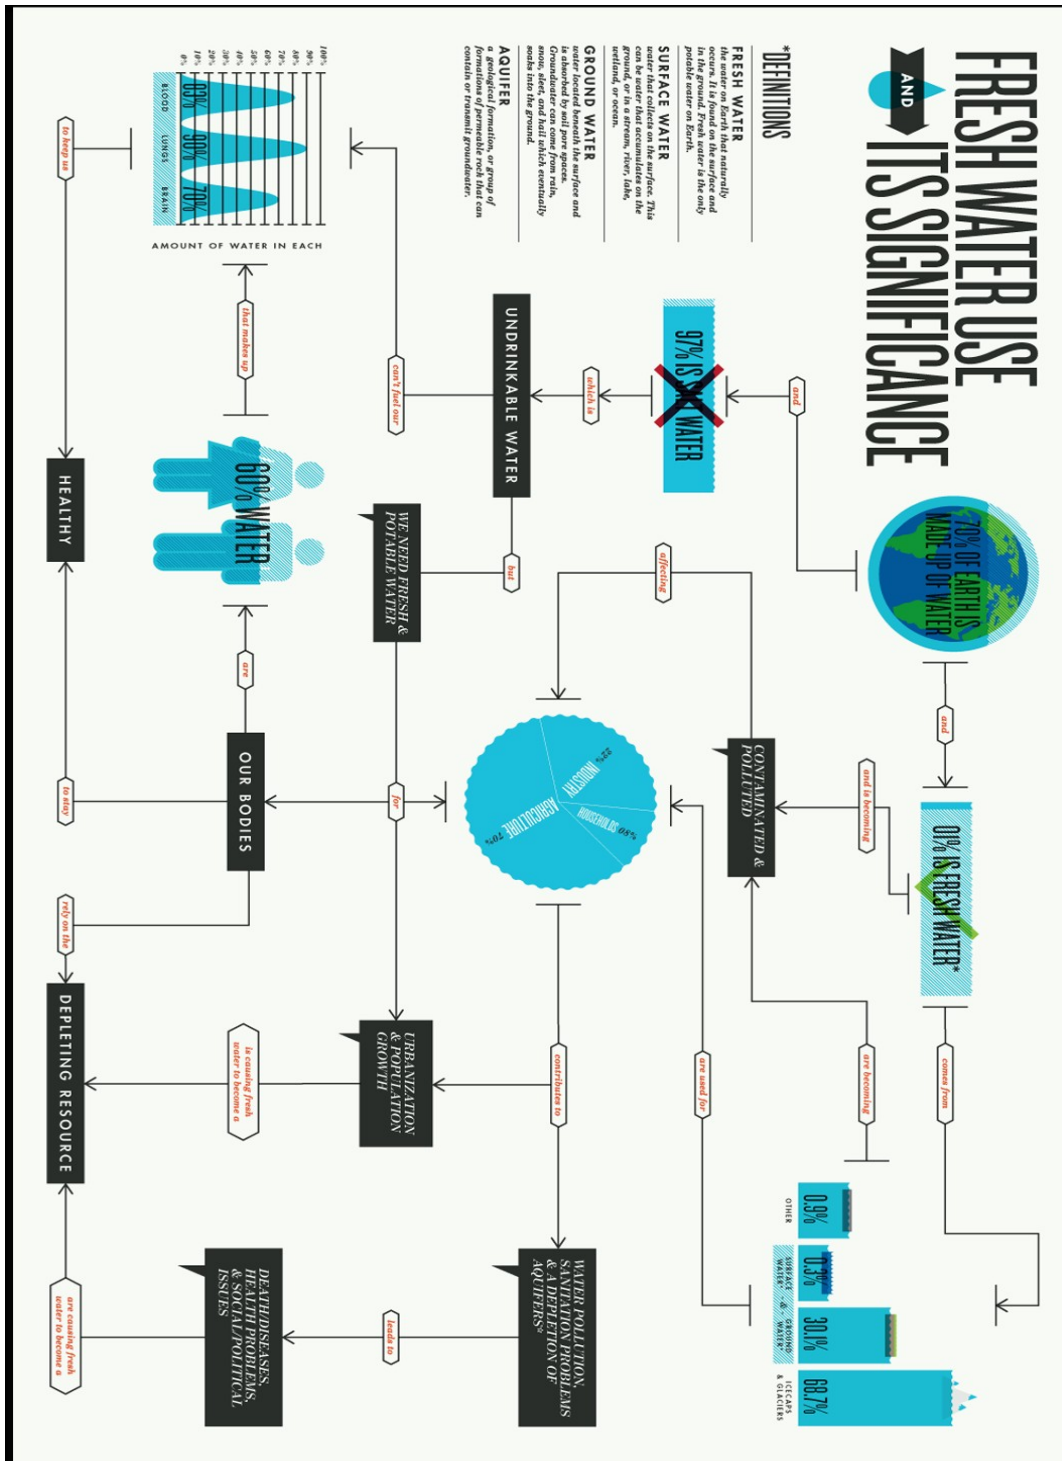 FRESH WATER USE
AND
IT'S SIGNIFICANCE
*DEFINITIONS
FRESH WATER
the water on Earth that naturally
occurs. It is found on the surface and
in the ground. Fresh water is the only
potable water on Earth.
SURFACE WATER
water that collects on the surface. This
can be water that accumulates on the
ground, or in a stream, river, lake,
wetland, or ocean.
GROUND WATER
water located beneath the surface and
is absorbed by soil pore spaces.
Groundwater can come from rain,
snow, sleet, and hail which eventually
soaks into the ground.
AQUIFER
a geological formation, or group of
formations of permeable rock that can
contain or transmit groundwater.
70% OF EARTH IS
MADE UP OF WATER
and
01% IS FRESH WATER*
comes from
and
97% IS SALT WATER
which is
UNDRINKABLE WATER
can't fuel our
but
WE NEED FRESH &
POTABLE WATER
for
and is becoming
CONTAMINATED &
POLLUTED
affecting
are becoming
are used for
0.9%
0.3%
30.1%
68.7%
OTHER
SURFACE
WATER*
-&-
GROUND
WATER*
ICECAPS
& GLACIERS
22%
INDUSTRY
HOUSEHOLDS
08%
AGRICULTURE
70%
contributes to
URBANIZATION
& POPULATION
GROWTH
WATER POLLUTION,
SANITATION PROBLEMS
& A DEPLETION OF
AQUIFERS*
leads to
DEATH/DISEASES,
HEALTH PROBLEMS,
& SOCIAL/POLITICAL
ISSUES
100%
90%
80%
70%
60%
50%
40%
30%
20%
10%
0%
83%
90%
70%
BLOOD
LUNGS
BRAIN
AMOUNT OF WATER IN EACH
that makes up
60% WATER
are
OUR BODIES
to keep us
HEALTHY
to stay
rely on the
DEPLETING RESOURCE
is causing fresh
water to become a
are causing fresh
water to become a